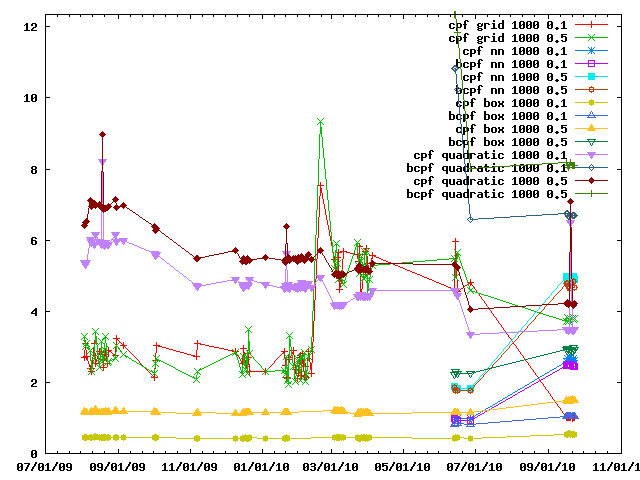 12
10
8
6
4
2
0
cpf grid 1000 0.1
cpf grid 1000 0.5
cpf nn 1000 0.1
bcpf nn 1000 0.1
cpf nn 1000 0.5
bcpf nn 1000 0.5
cpf box 1000 0.1
bcpf box 1000 0.1
cpf box 1000 0.5
bcpf box 1000 0.5
cpf quadratic 1000 0.1
bcpf quadratic 1000 0.1
cpf quadratic 1000 0.5
bcpf quadratic 1000 0.5
07/01/09 09/01/09 11/01/09 01/01/10 03/01/10 05/01/10 07/01/10 09/01/10 11/01/1